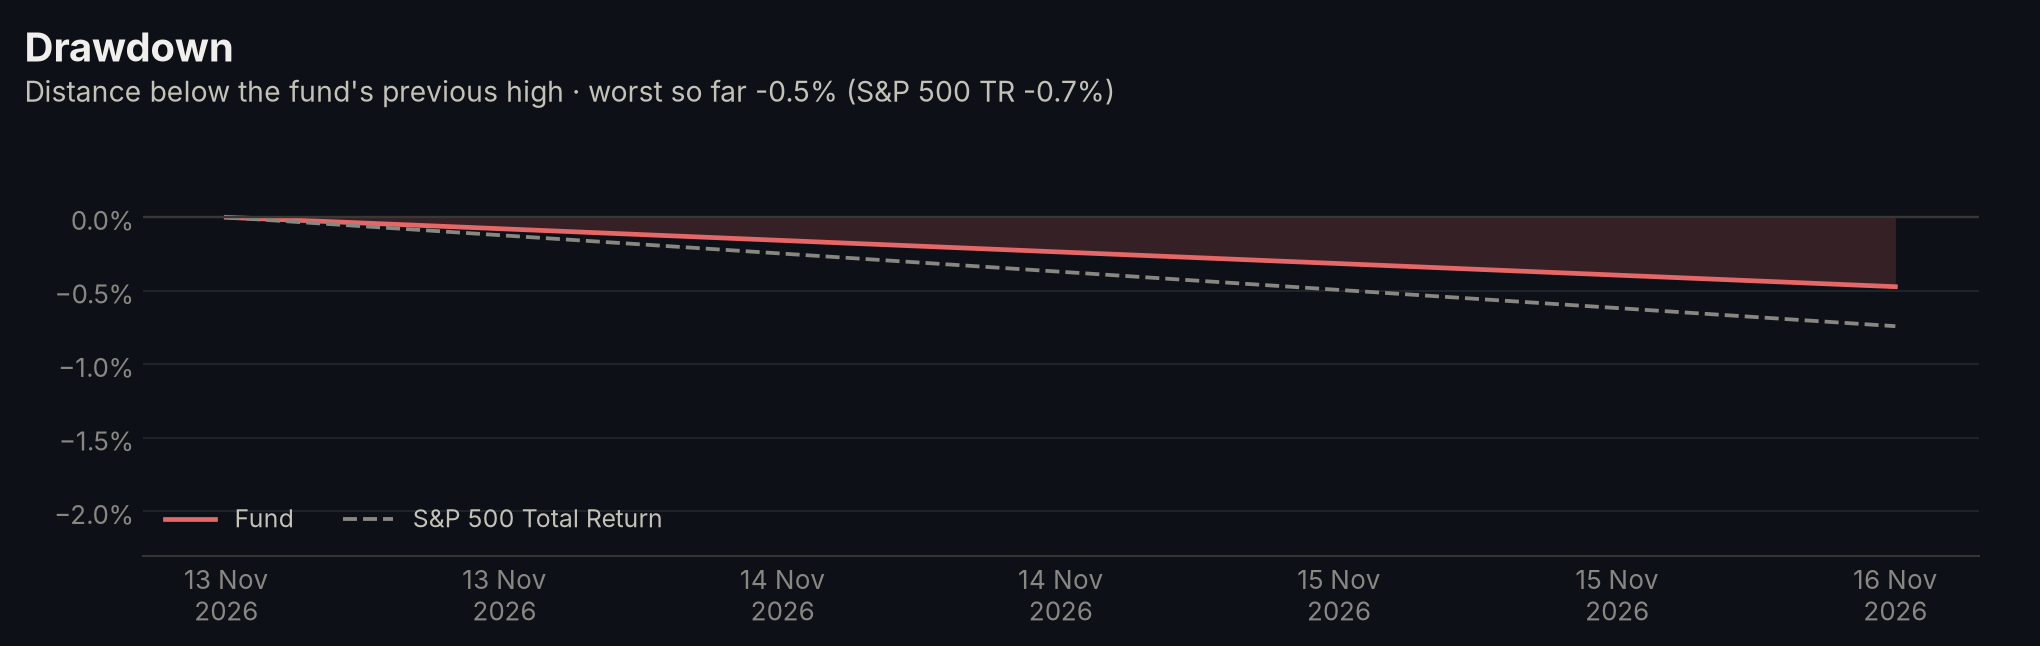 Drawdown
Distance below the fund's previous high · worst so far -0.5% (S&P 500 TR -0.7%)
0.0%
−0.5%
−1.0%
−1.5%
−2.0%
Fund
S&P 500 Total Return
13 Nov 2026
13 Nov 2026
14 Nov 2026
14 Nov 2026
15 Nov 2026
15 Nov 2026
16 Nov 2026